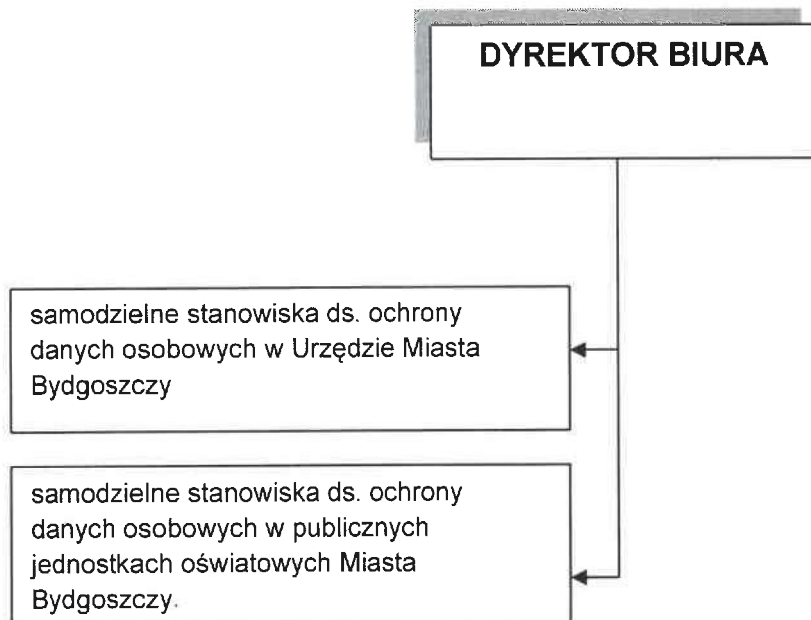 DYREKTOR BIURA
samodzielne stanowiska ds. ochrony
danych osobowych w Urzędzie Miasta
Bydgoszczy
samodzielne stanowiska ds. ochrony
danych osobowych w publicznych
jednostkach oświatowych Miasta
Bydgoszczy.